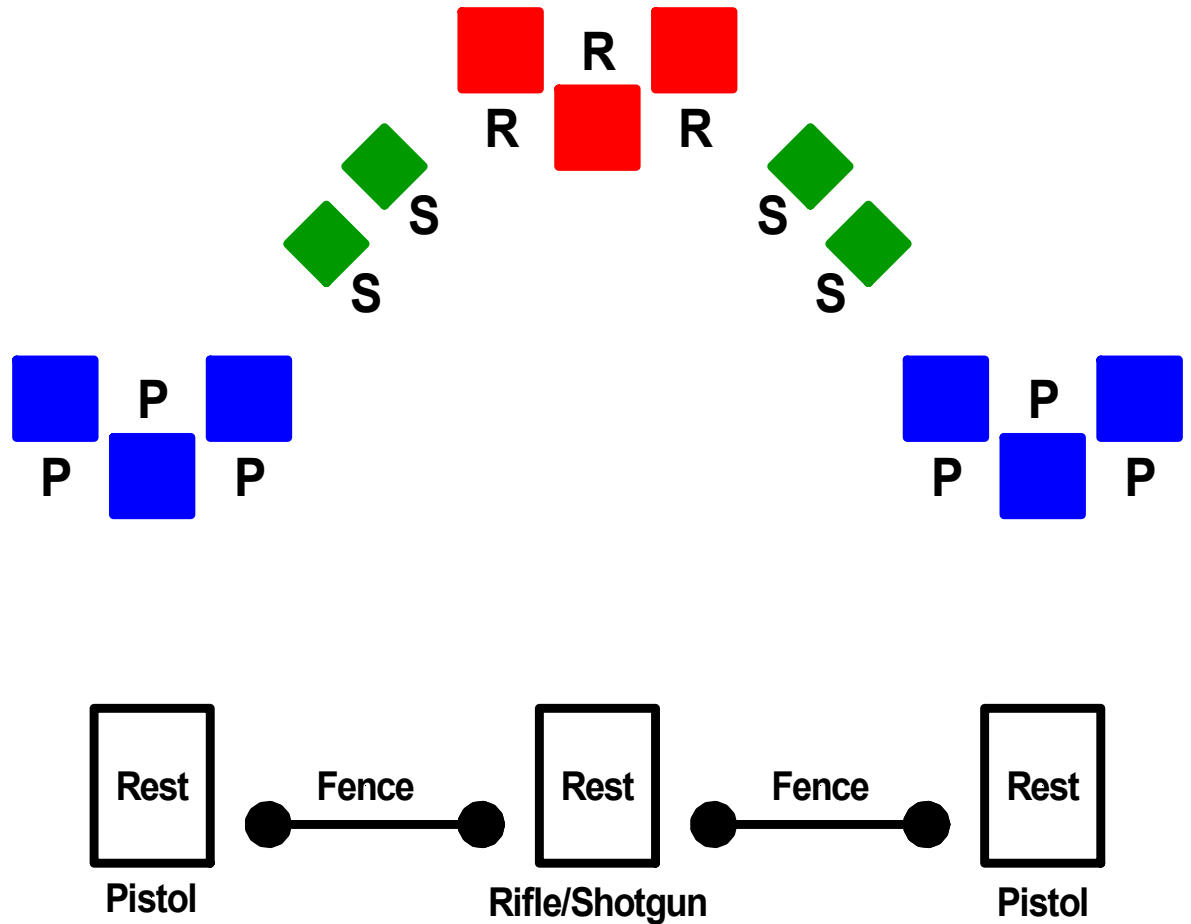 R
R R
S S
S S
P P
P P P P
Rest Fence Rest Fence Rest
Pistol Rifle/Shotgun Pistol